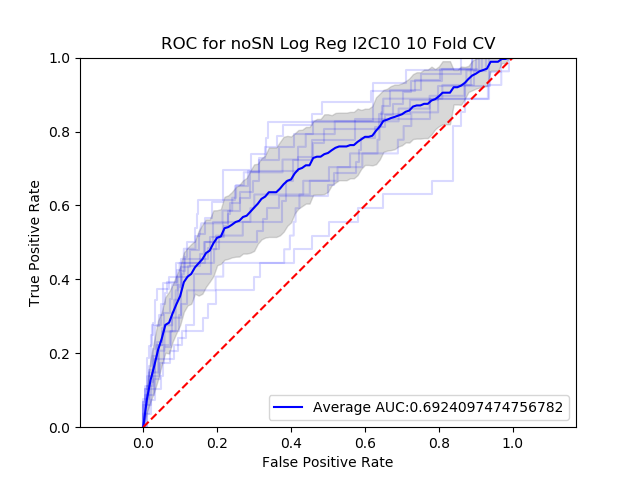 ROC for noSN Log Reg I2C10 10 Fold CV
True Positive Rate
1.0
0.8
0.6
0.4
0.2
0.0
Average AUC:0.6924097474756782
0.0 0.2 0.4 0.6 0.8 1.0
False Positive Rate